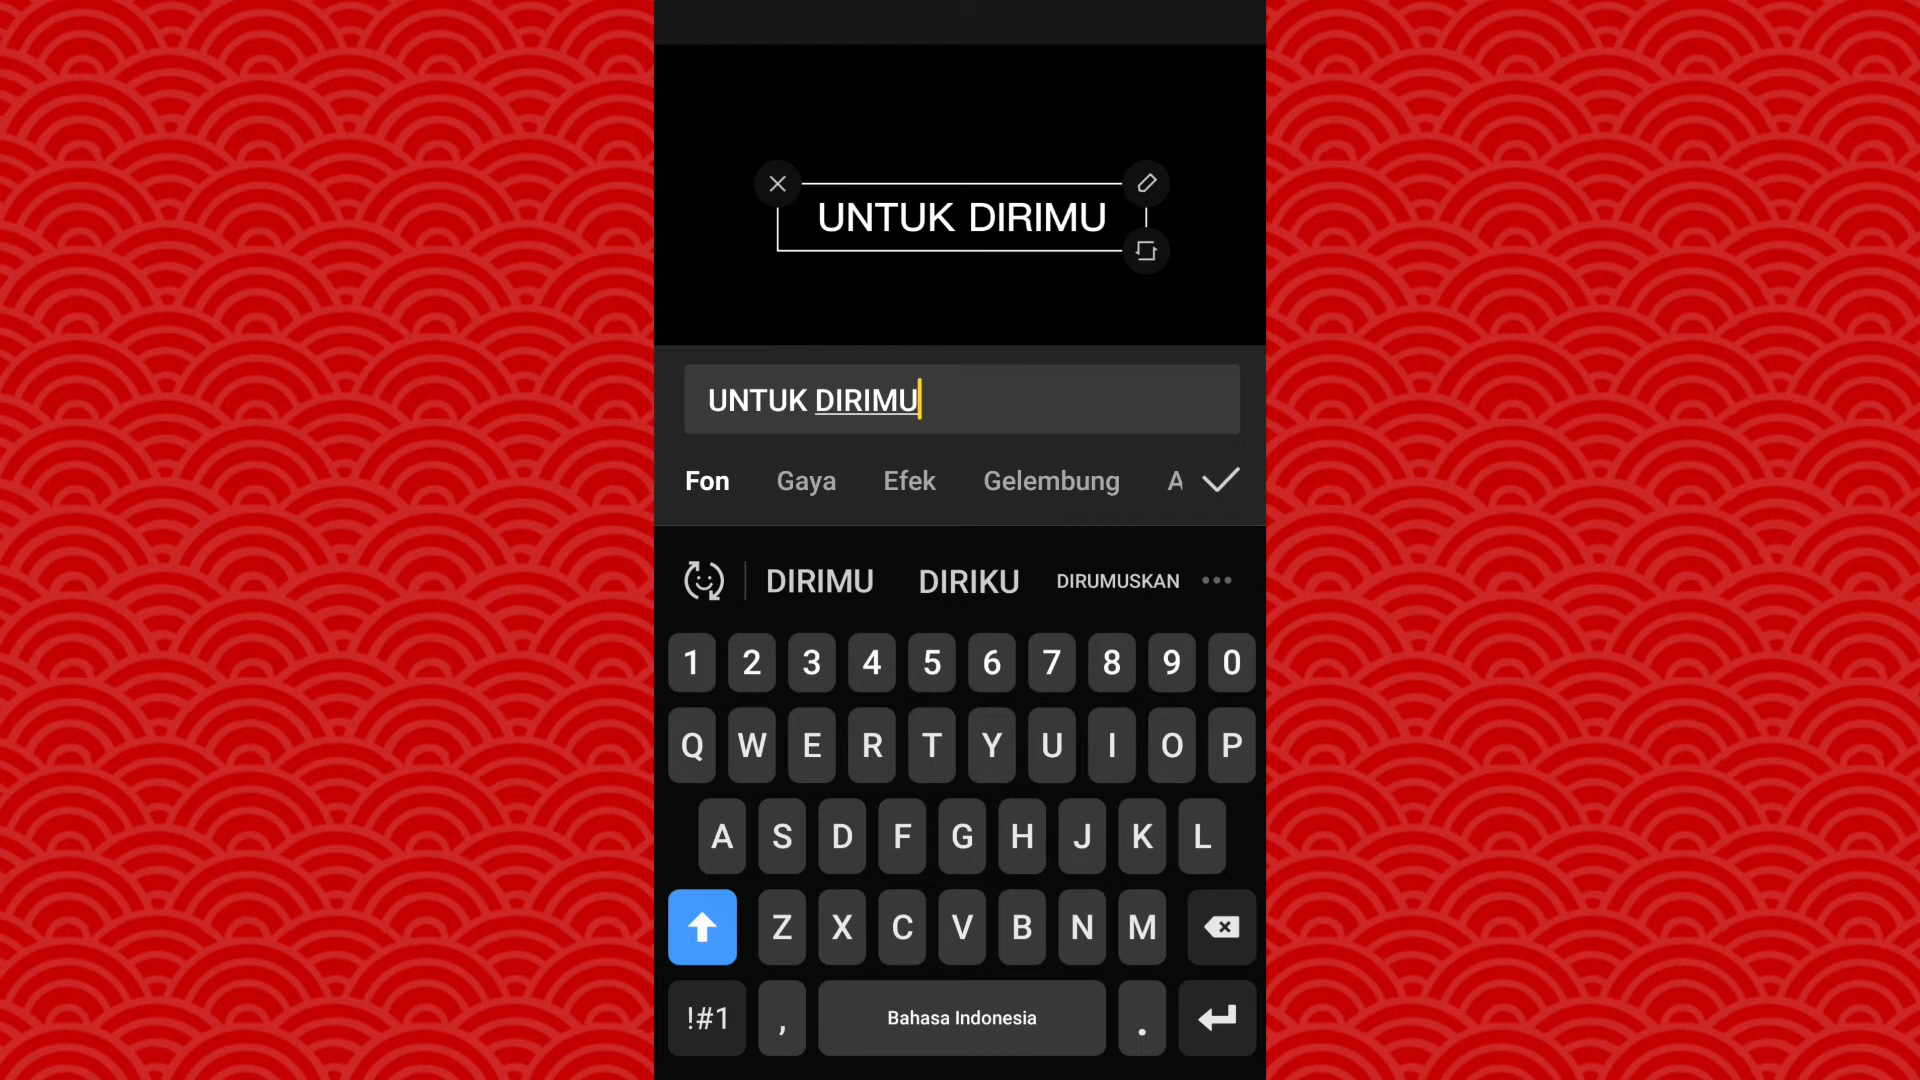 UNTUK DIRIMU
UNTUK DIRIMU
Fon Gaya Efek Gelembung A
DIRIMU DIRIKU DIRUMUSKAN
1 2 3 4 5 6 7 8 9 0
Q W E R T Y U I O P
A S D F G H J K L
Z X C V B N M
!#1 , Bahasa Indonesia .